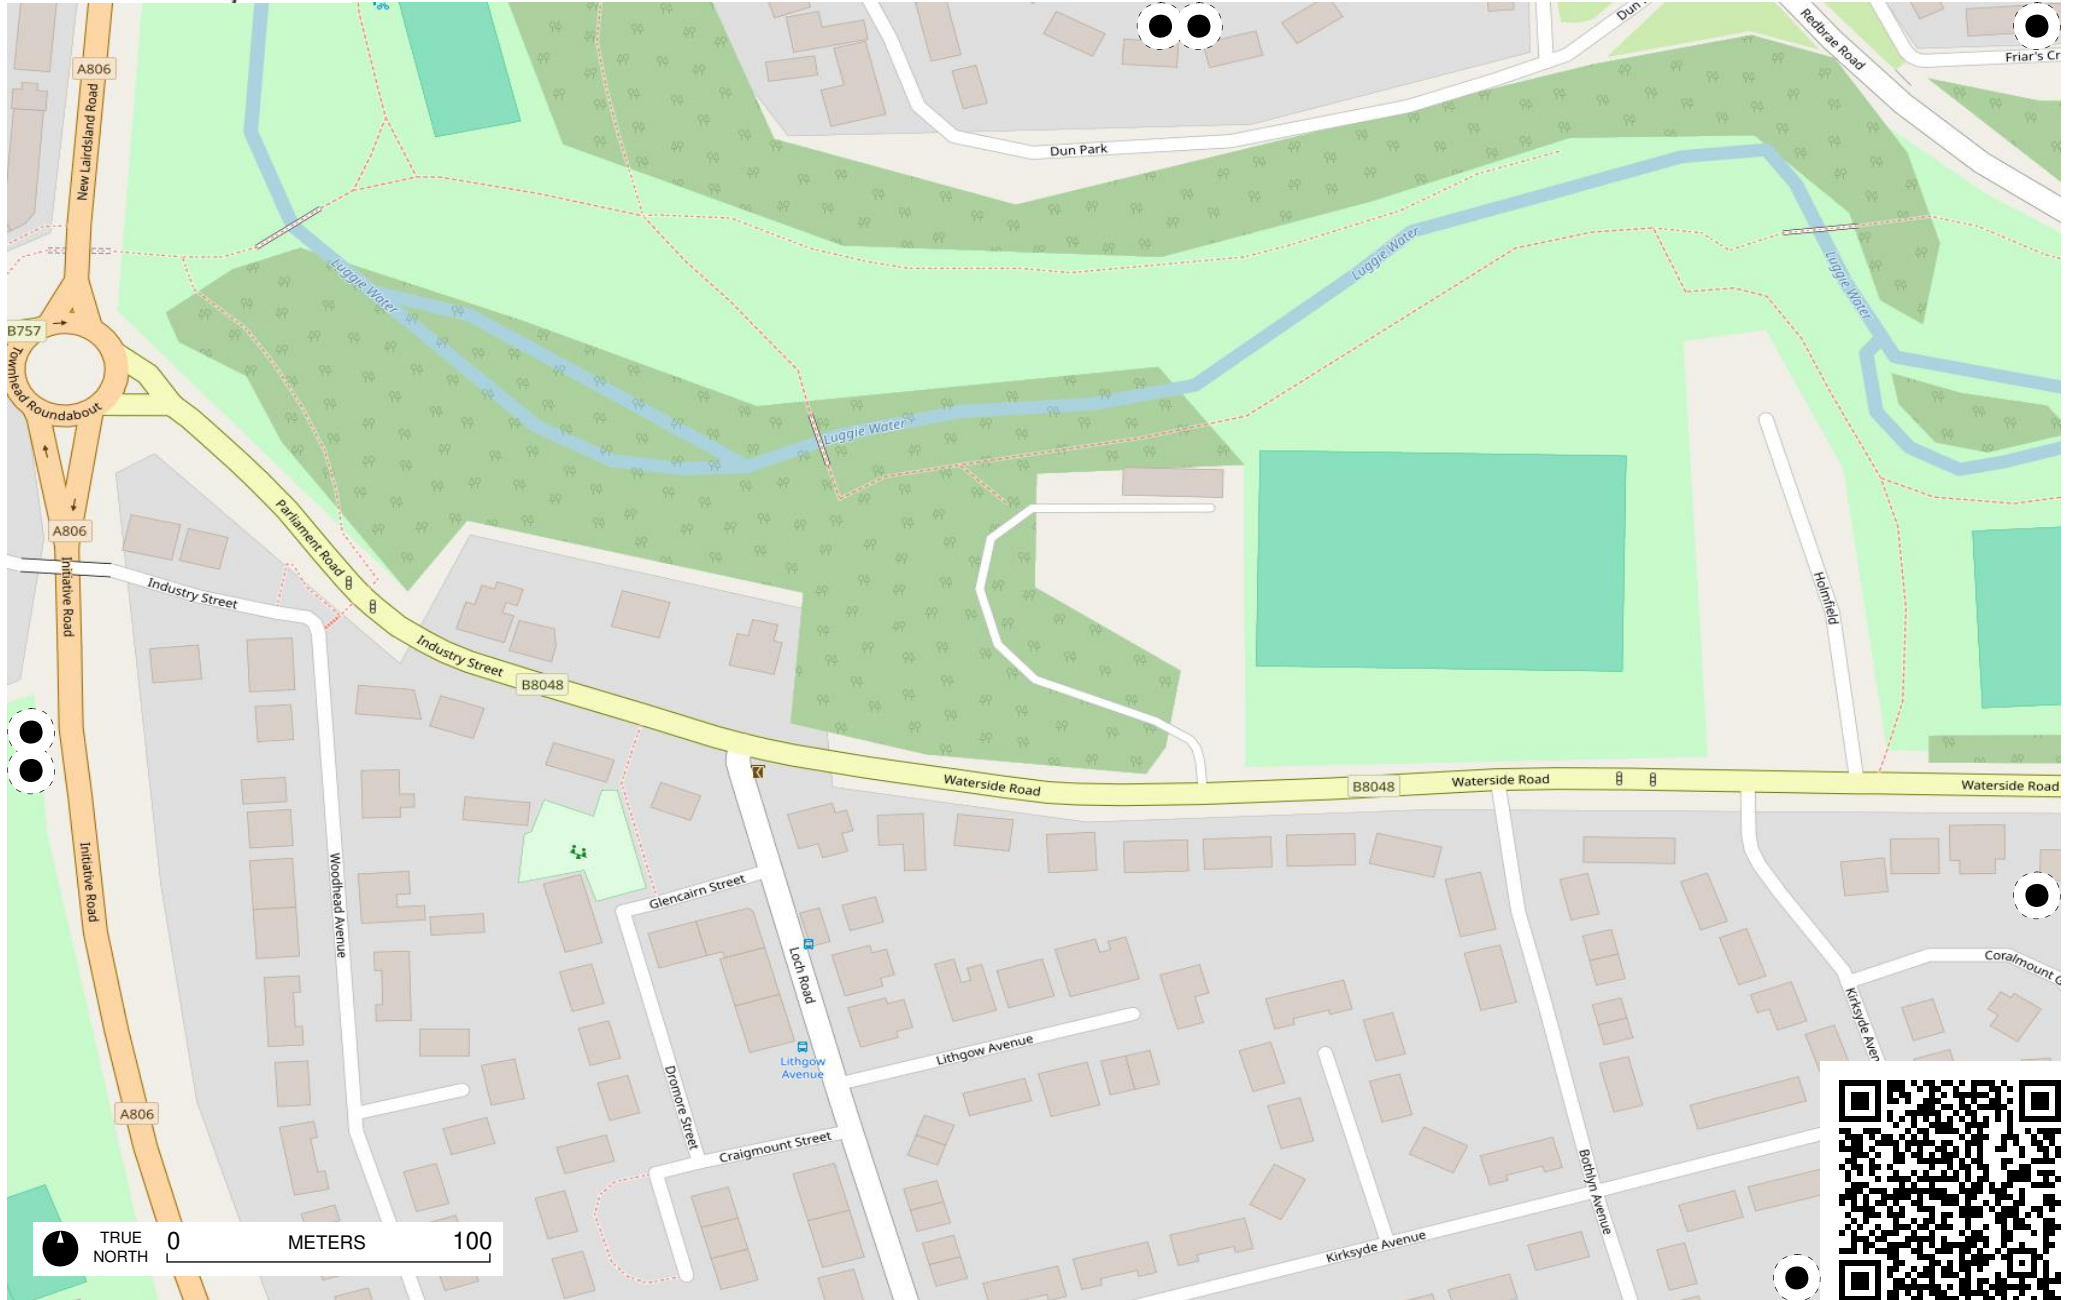 Dun
Redbrae Road
Friar's Cr
A806
New Lairdsland Road
Dun Park
Luggie Water
Luggie Water
Luggie Water
B757
Townhead Roundabout
Luggie Water
A806
Parliament Road
Initiative Road
Industry Street
Holmfield
Industry Street
B8048
Waterside Road
B8048
Waterside Road
Waterside Road
Initiative Road
Woodhead Avenue
Glencairn Street
Loch Road
Coralmount G
Kirksyde Aven
Lithgow Avenue
Lithgow
Avenue
Dromore Street
A806
Craigmount Street
Bothlyn Avenue
Kirksyde Avenue
TRUE
NORTH
0 METERS 100